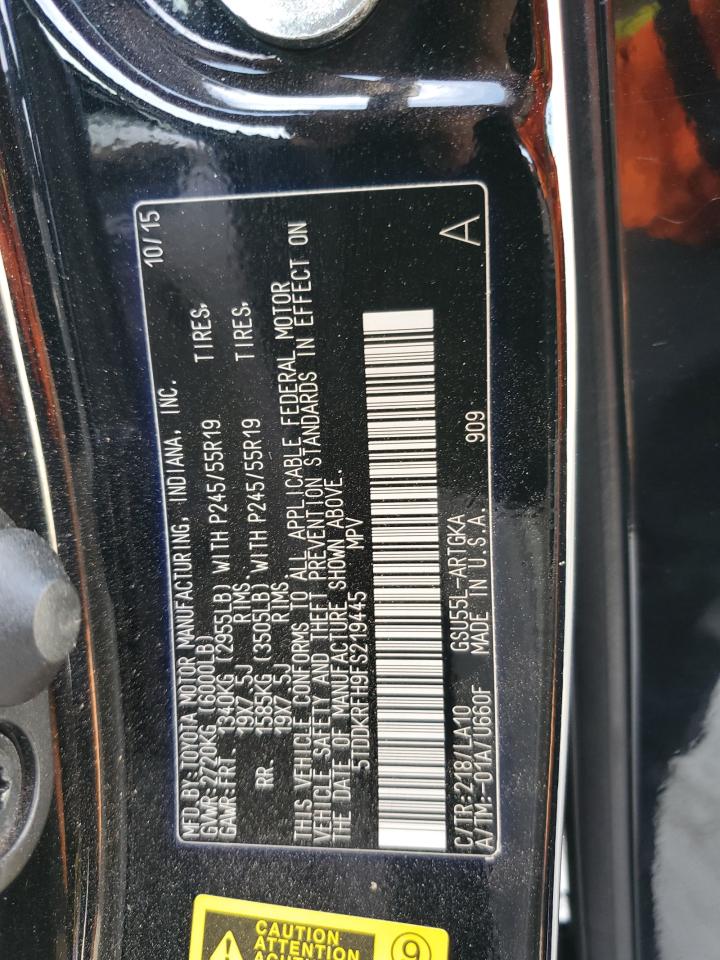 MFD.BY:TOYOTA MOTOR MANUFACTURING, INDIANA, INC. 10/15
GVWR:2720KG (6000LB)
GAWR:FRT. 1340KG (2955LB) WITH P245/55R19 TIRES,
19X7.5J RIMS.
RR. 1585KG (3505LB) WITH P245/55R19 TIRES,
19X7.5J RIMS.
THIS VEHICLE CONFORMS TO ALL APPLICABLE FEDERAL MOTOR
VEHICLE SAFETY AND THEFT PREVENTION STANDARDS IN EFFECT ON
THE DATE OF MANUFACTURE SHOWN ABOVE.
5TDDKRFH9FS219445 MPV
C/TR:218/LA10 GSU55L-ARTGKA
A/TM:-01A/U660F MADE IN U.S.A. 909 A
CAUTION
ATTENTION
9